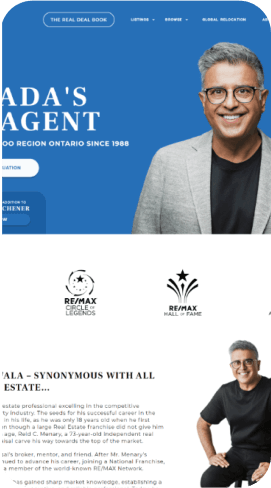 THE REAL DEAL BOOK
LISTINGS
BROWSE
GLOBAL RELOCATION
ADA'S
AGENT
OO REGION ONTARIO SINCE 1988
UATION
ADDITION TO
CHENER
W
RE/MAX
CIRCLE OF
LEGENDS
RE/MAX
HALL OF FAME
ALA – SYNONYMOUS WITH ALL
ESTATE...
estate professional excelling in the competitive
ty industry. The seeds for his successful career in the
in his life, as he was only 18 years old when he first
n though a large Real Estate franchise did not give him
age, Reid C. Menary, a 73-year-old independent real
sal carve his way towards the top of the market.
al's broker, mentor, and friend. After Mr. Menary's
nued to advance his career, joining a National Franchise,
a member of the world-known RE/MAX Network.
has gained sharp market knowledge, establishing a